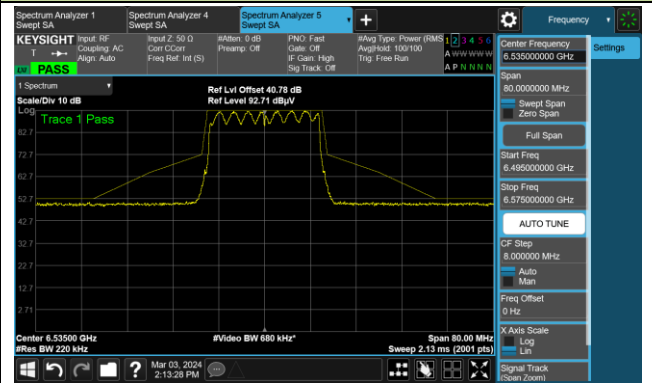 Spectrum Analyzer 1
Swept SA
Spectrum Analyzer 4
Swept SA
Spectrum Analyzer 5
Swept SA
Frequency
KEYSIGHT
T
LNI PASS
Input: RF
Coupling: AC
Align: Auto
Input Z: 50 Ω
Corr CCorr
Freq Ref: Int (S)
#Atten: 0 dB
Preamp: Off
PNO: Fast
Gate: Off
IF Gain: High
Sig Track: Off
#Avg Type: Power (RMS
Avg|Hold: 100/100
Trig: Free Run
1 2 3 4 5 6
A W W W W W
A P N N N N
1 Spectrum
Scale/Div 10 dB
Ref Lvl Offset 40.78 dB
Ref Level 92.71 dBµV
Log
Trace 1 Pass
82.7
72.7
62.7
52.7
42.7
32.7
22.7
12.7
2.71
Center 6.53500 GHz
#Res BW 220 kHz
#Video BW 680 kHz*
Span 80.00 MHz
Sweep 2.13 ms (2001 pts)
Mar 03, 2024
2:13:28 PM
Center Frequency
6.535000000 GHz
Settings
Span
80.0000000 MHz
Swept Span
Zero Span
Full Span
Start Freq
6.495000000 GHz
Stop Freq
6.575000000 GHz
AUTO TUNE
CF Step
8.000000 MHz
Auto
Man
Freq Offset
0 Hz
X Axis Scale
Log
Lin
Signal Track
(Span Zoom)